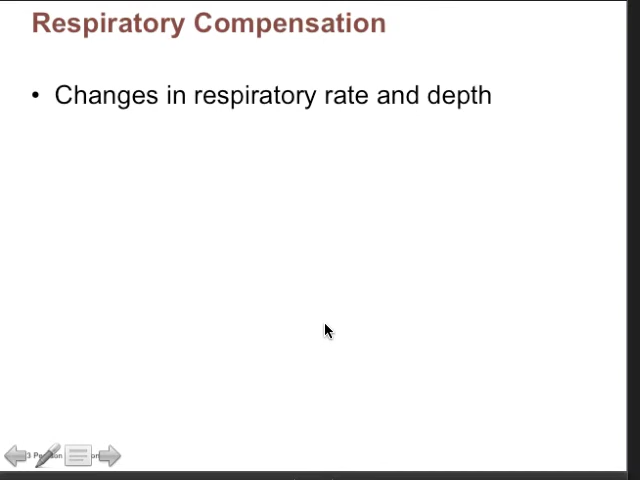 Respiratory Compensation
• Changes in respiratory rate and depth